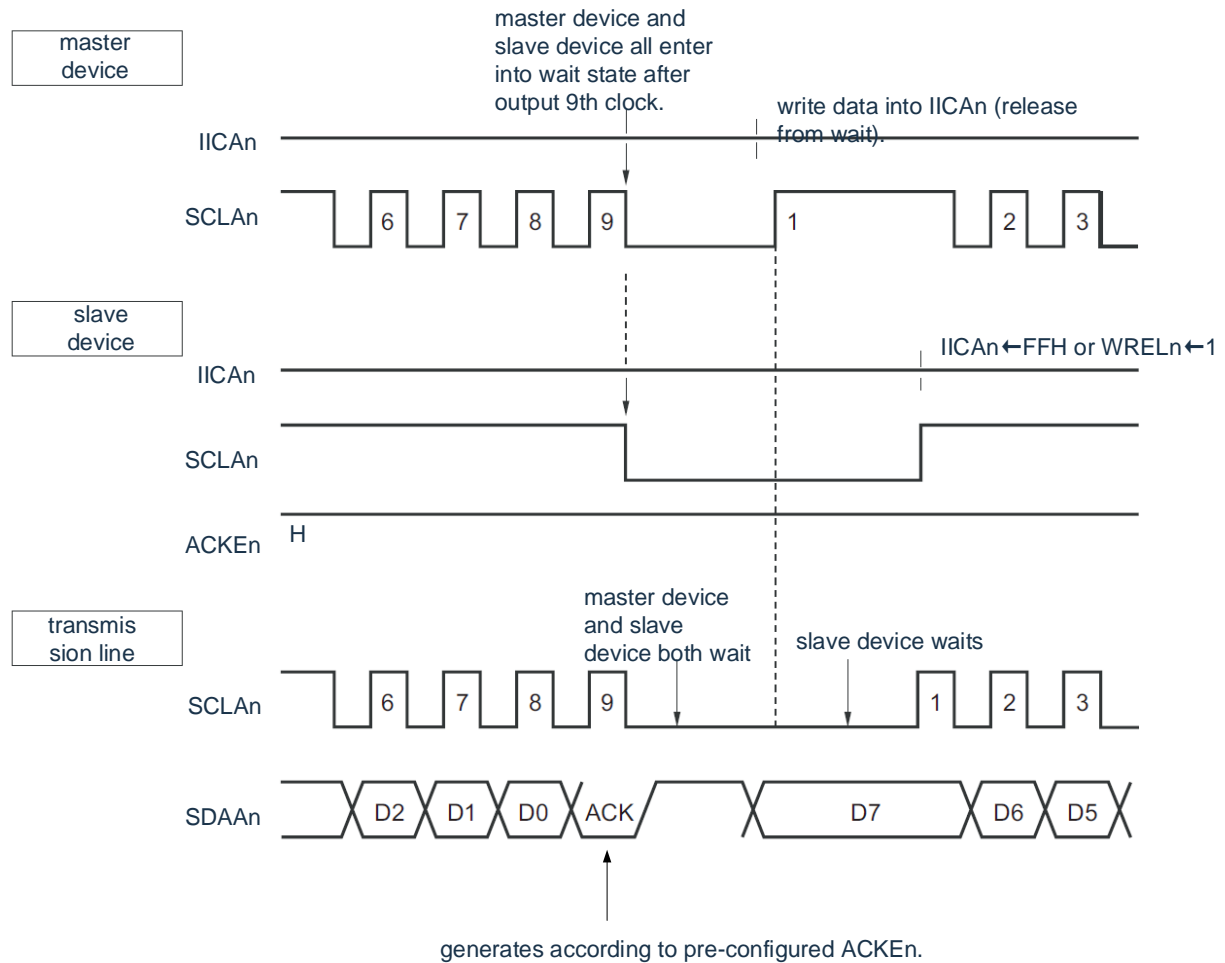 master device and
slave device all enter
into wait state after
output 9th clock.
master
device
write data into IICAn (release
from wait).
IICAn
SCLAn
6 7 8 9 1 2 3
slave
device
IICAn←FFH or WRELn←1
IICAn
SCLAn
H
ACKEn
master device
and slave
device both wait
transmis
sion line
slave device waits
SCLAn
6 7 8 9 1 2 3
SDAAn
D2 D1 D0 ACK D7 D6 D5
generates according to pre-configured ACKEn.